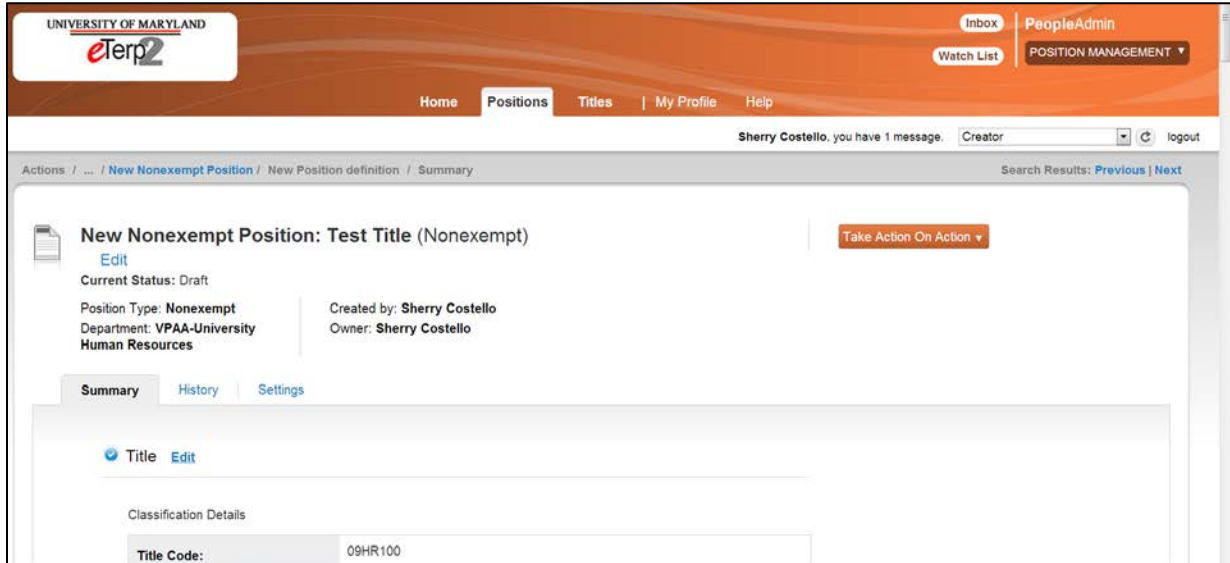 UNIVERSITY OF MARYLAND
eTerp2
Inbox
PeopleAdmin
Watch List
POSITION MANAGEMENT
Home Positions Titles | My Profile Help
Sherry Costello, you have 1 message. Creator logout
Actions / ... / New Nonexempt Position / New Position definition / Summary
Search Results: Previous | Next
New Nonexempt Position: Test Title (Nonexempt)
Take Action On Action
Edit
Current Status: Draft
Position Type: Nonexempt
Department: VPAA-University
Human Resources
Created by: Sherry Costello
Owner: Sherry Costello
Summary History Settings
Title Edit
Classification Details
Title Code: 09HR100